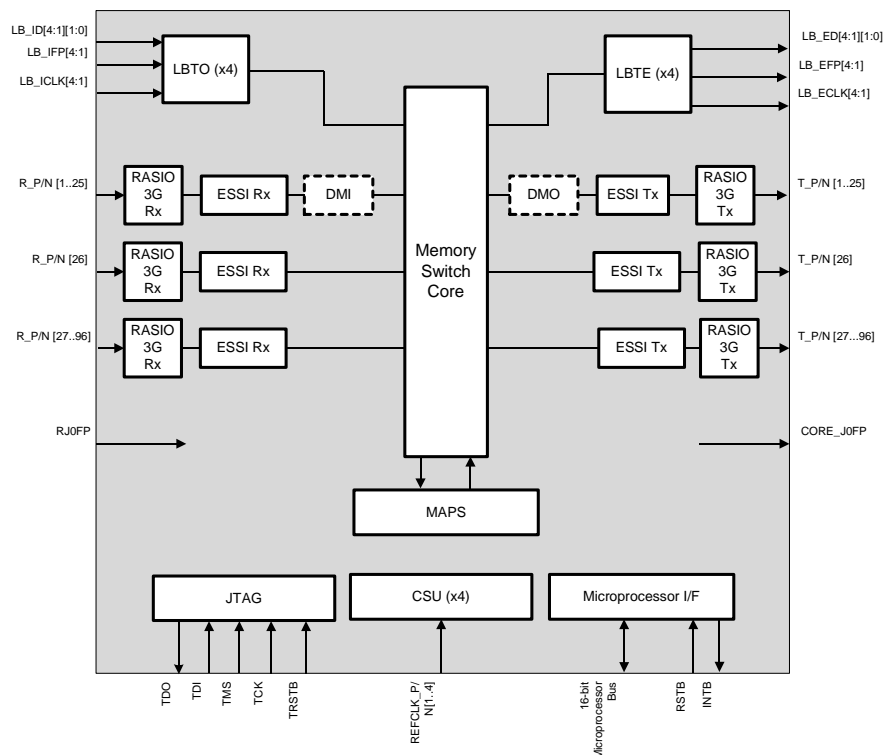 LB_ID[4:1][1:0]
LB_IFP[4:1]
LB_ICLK[4:1]
LBTO (x4)
LBTE (x4)
LB_ED[4:1][1:0]
LB_EFP[4:1]
LB_ECLK[4:1]
R_P/N [1..25]
RASIO
3G
Rx
ESSI Rx
DMI
DMO
ESSI Tx
RASIO
3G
Tx
T_P/N [1..25]
Memory
Switch
Core
R_P/N [26]
RASIO
3G
Rx
ESSI Rx
ESSI Tx
RASIO
3G
Tx
T_P/N [26]
R_P/N [27..96]
RASIO
3G
Rx
ESSI Rx
ESSI Tx
RASIO
3G
Tx
T_P/N [27...96]
RJ0FP
CORE_J0FP
MAPS
JTAG
CSU (x4)
Microprocessor I/F
TDO
TDI
TMS
TCK
TRSTB
REFCLK_P/
N[1..4]
16-bit
Microprocessor
Bus
RSTB
INTB